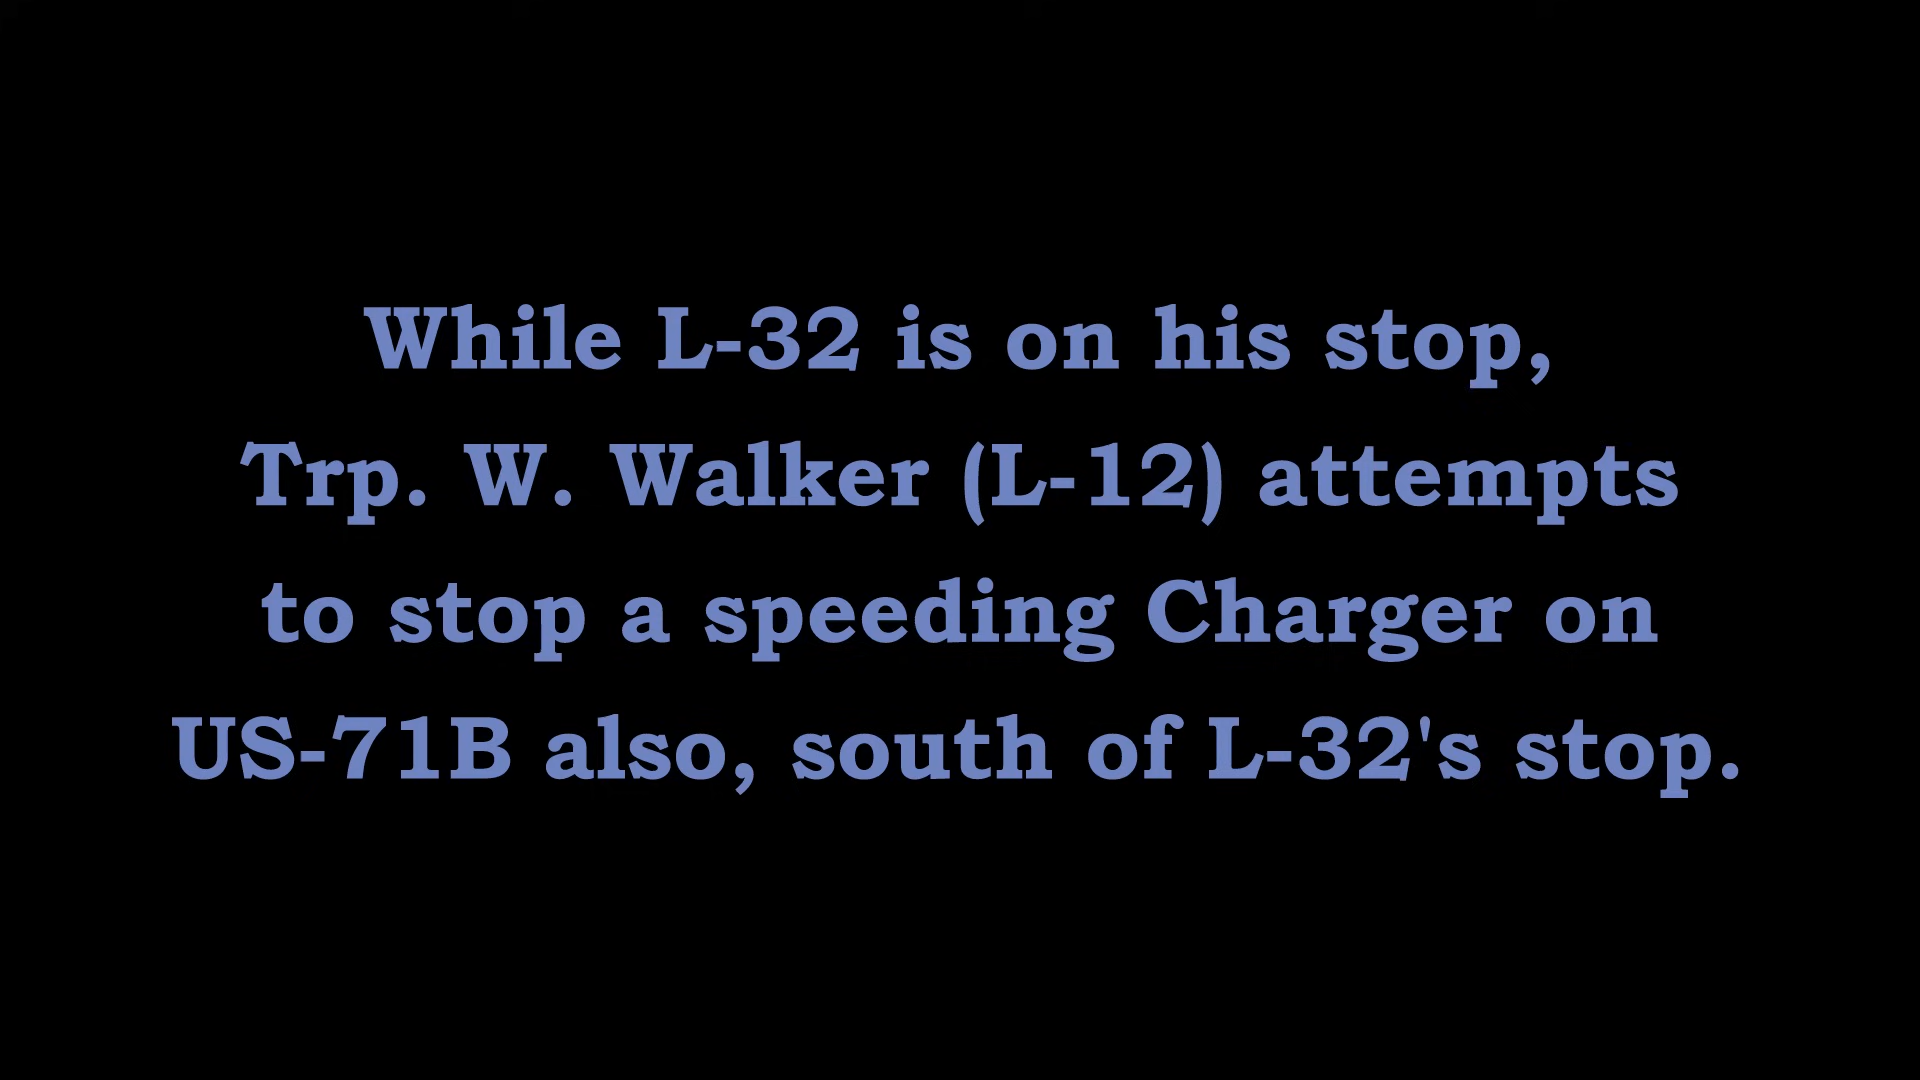 While L-32 is on his stop,
Trp. W. Walker (L-12) attempts
to stop a speeding Charger on
US-71B also, south of L-32's stop.